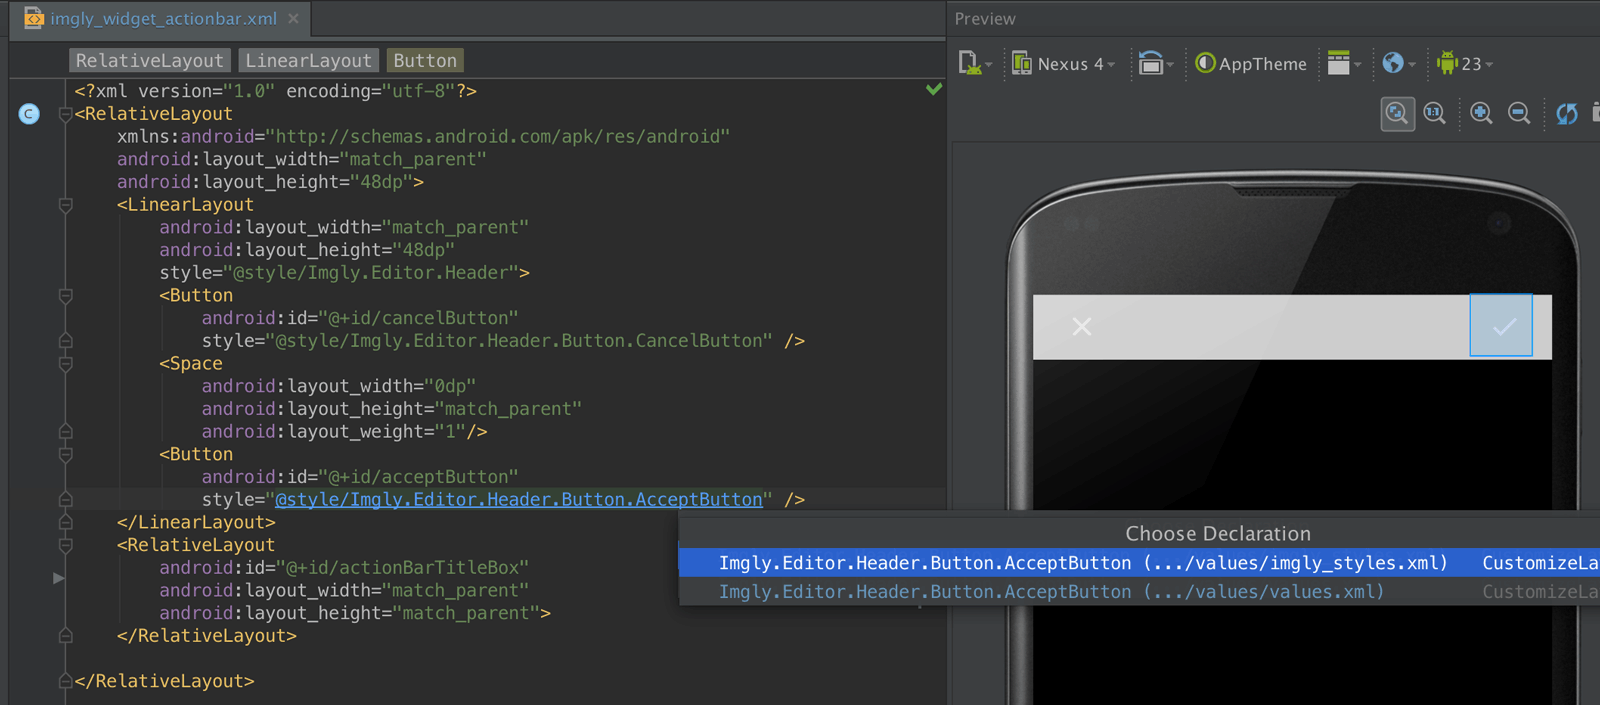 imgly_widget_actionbar.xml
RelativeLayout LinearLayout Button
<?xml version="1.0" encoding="utf-8"?>
<RelativeLayout
xmlns:android="http://schemas.android.com/apk/res/android"
android:layout_width="match_parent"
android:layout_height="48dp">
<LinearLayout
android:layout_width="match_parent"
android:layout_height="48dp"
style="@style/Imgly.Editor.Header">
<Button
android:id="@+id/cancelButton"
style="@style/Imgly.Editor.Header.Button.CancelButton" />
<Space
android:layout_width="0dp"
android:layout_height="match_parent"
android:layout_weight="1"/>
<Button
android:id="@+id/acceptButton"
style="@style/Imgly.Editor.Header.Button.AcceptButton" />
</LinearLayout>
<RelativeLayout
android:id="@+id/actionBarTitleBox"
android:layout_width="match_parent"
android:layout_height="match_parent">
</RelativeLayout>
</RelativeLayout>
C
Preview
Nexus 4 AppTheme 23
1:1
Choose Declaration
Imgly.Editor.Header.Button.AcceptButton (.../values/imgly_styles.xml) CustomizeLa
Imgly.Editor.Header.Button.AcceptButton (.../values/values.xml) CustomizeLa